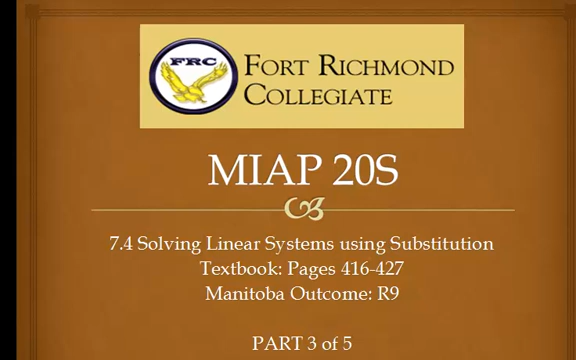 FRC
FORT RICHMOND
COLLEGIATE
MIAP 20S
7.4 Solving Linear Systems using Substitution
Textbook: Pages 416-427
Manitoba Outcome: R9
PART 3 of 5